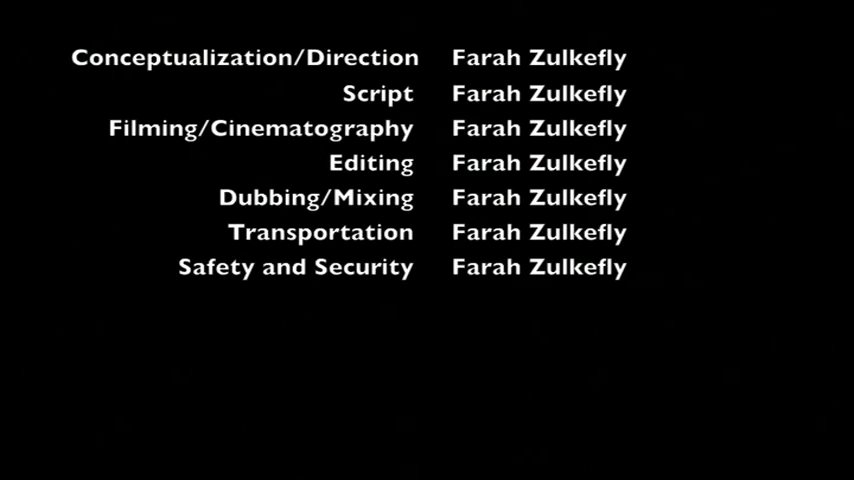 Conceptualization/Direction Farah Zulkefly
Script Farah Zulkefly
Filming/Cinematography Farah Zulkefly
Editing Farah Zulkefly
Dubbing/Mixing Farah Zulkefly
Transportation Farah Zulkefly
Safety and Security Farah Zulkefly